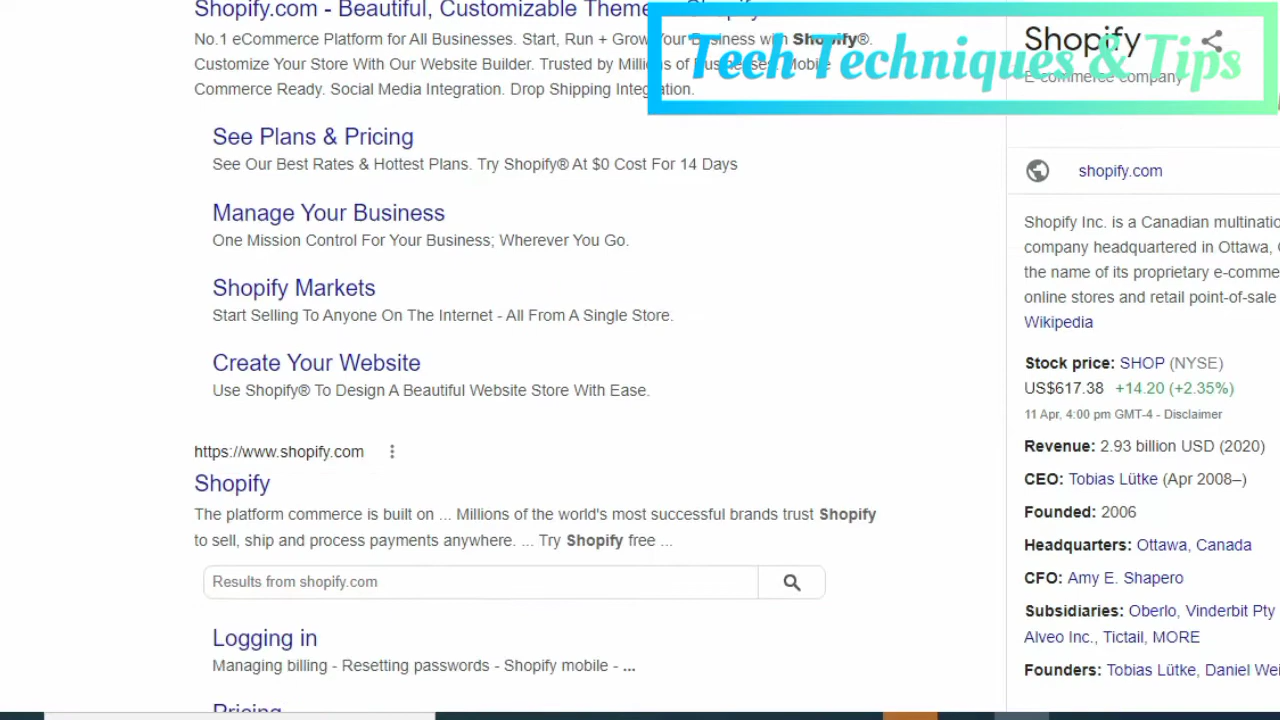 Shopify.com - Beautiful, Customizable Theme Shopify
No.1 eCommerce Platform for All Businesses. Start, Run + Grow Your Business with Shopify®.
Customize Your Store With Our Website Builder. Trusted by Millions of Businesses. Mobile
Commerce Ready. Social Media Integration. Drop Shipping Integration.
See Plans & Pricing
See Our Best Rates & Hottest Plans. Try Shopify® At $0 Cost For 14 Days
Manage Your Business
One Mission Control For Your Business; Wherever You Go.
Shopify Markets
Start Selling To Anyone On The Internet - All From A Single Store.
Create Your Website
Use Shopify® To Design A Beautiful Website Store With Ease.
https://www.shopify.com
Shopify
The platform commerce is built on ... Millions of the world's most successful brands trust Shopify
to sell, ship and process payments anywhere. ... Try Shopify free ...
Results from shopify.com
Logging in
Managing billing - Resetting passwords - Shopify mobile - ...
Pricing
Tech Techniques & Tips
Shopify
E-commerce company
shopify.com
Shopify Inc. is a Canadian multinatio
company headquartered in Ottawa,
the name of its proprietary e-comme
online stores and retail point-of-sale
Wikipedia
Stock price: SHOP (NYSE)
US$617.38 +14.20 (+2.35%)
11 Apr, 4:00 pm GMT-4 - Disclaimer
Revenue: 2.93 billion USD (2020)
CEO: Tobias Lütke (Apr 2008–)
Founded: 2006
Headquarters: Ottawa, Canada
CFO: Amy E. Shapero
Subsidiaries: Oberlo, Vinderbit Pty
Alveo Inc., Tictail, MORE
Founders: Tobias Lütke, Daniel Wei